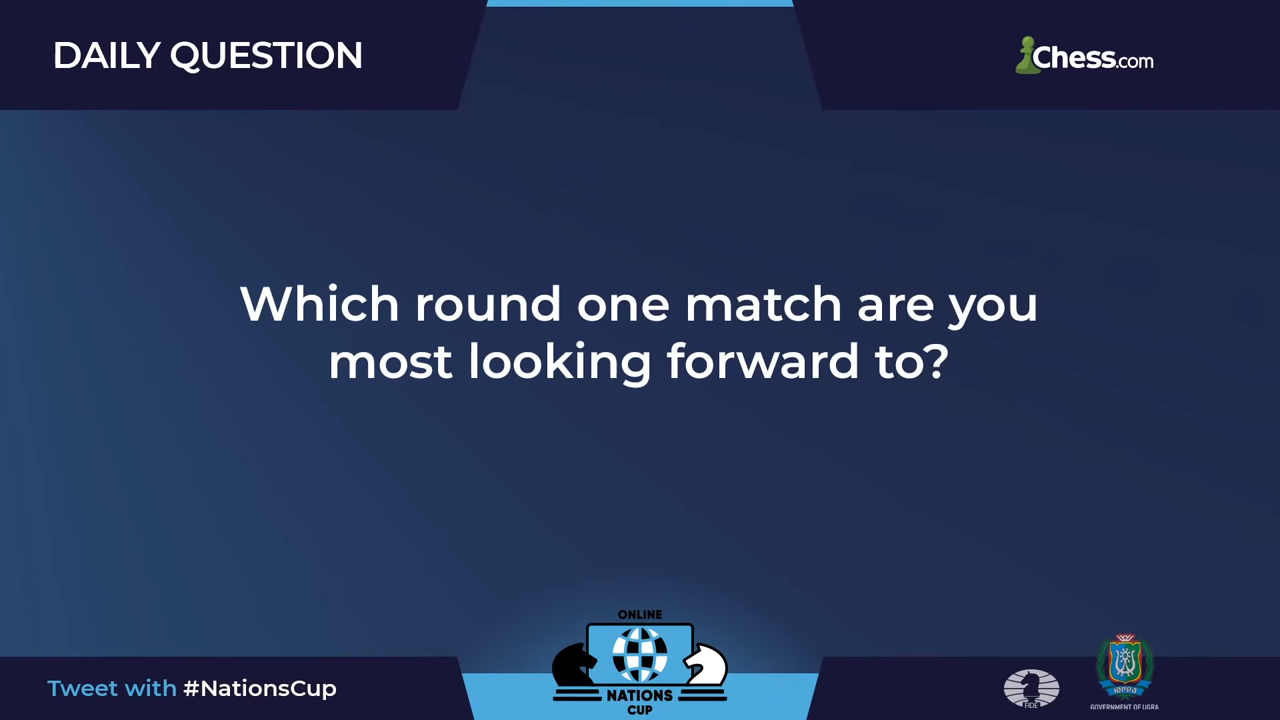 DAILY QUESTION
Chess.com
Which round one match are you
most looking forward to?
Tweet with #NationsCup
ONLINE
NATIONS
CUP
FIDE
ЮГРА
GOVERNMENT OF UGRA